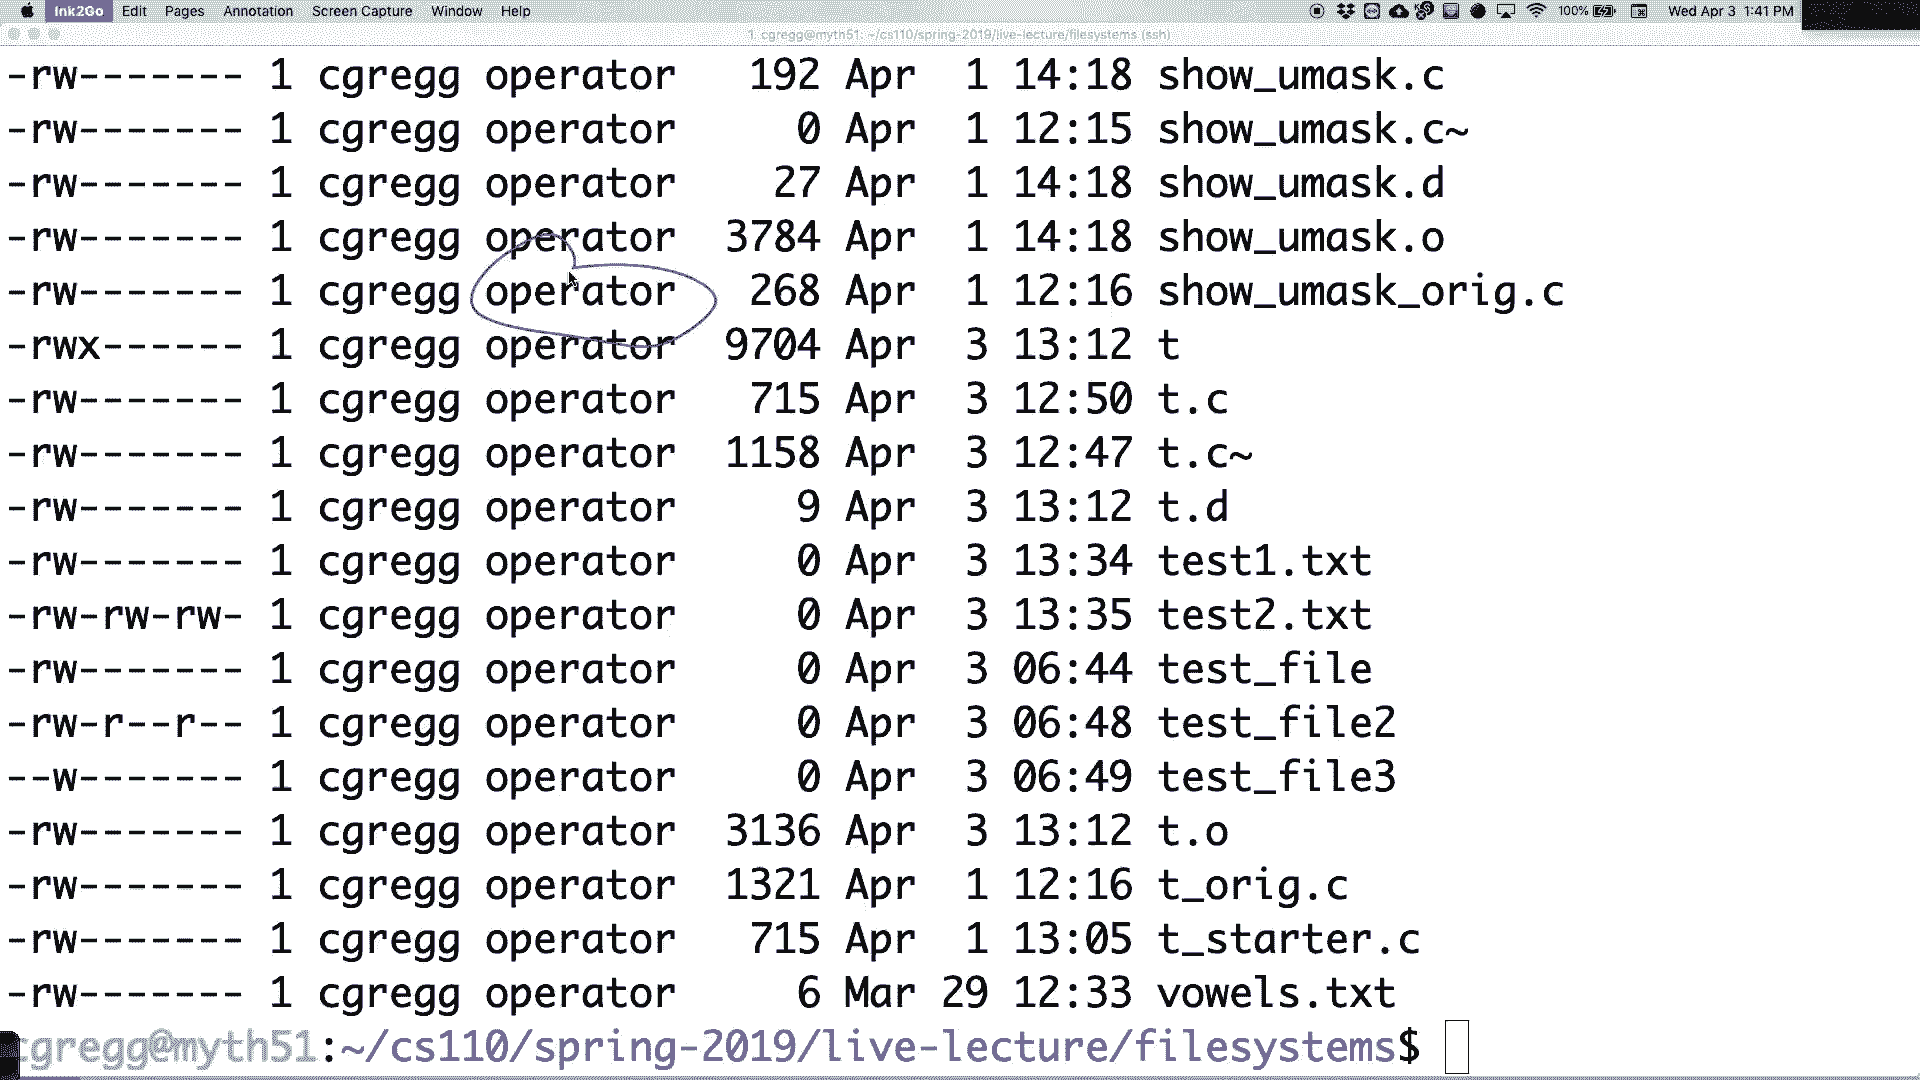 Ink2Go Edit Pages Annotation Screen Capture Window Help 100% Wed Apr 3 1:41 PM
1. cgregg@myth51: ~/cs110/spring-2019/live-lecture/filesystems (ssh)
-rw------- 1 cgregg operator 192 Apr 1 14:18 show_umask.c
-rw------- 1 cgregg operator 0 Apr 1 12:15 show_umask.c~
-rw------- 1 cgregg operator 27 Apr 1 14:18 show_umask.d
-rw------- 1 cgregg operator 3784 Apr 1 14:18 show_umask.o
-rw------- 1 cgregg operator 268 Apr 1 12:16 show_umask_orig.c
-rwx------ 1 cgregg operator 9704 Apr 3 13:12 t
-rw------- 1 cgregg operator 715 Apr 3 12:50 t.c
-rw------- 1 cgregg operator 1158 Apr 3 12:47 t.c~
-rw------- 1 cgregg operator 9 Apr 3 13:12 t.d
-rw------- 1 cgregg operator 0 Apr 3 13:34 test1.txt
-rw-rw-rw- 1 cgregg operator 0 Apr 3 13:35 test2.txt
-rw------- 1 cgregg operator 0 Apr 3 06:44 test_file
-rw-r--r-- 1 cgregg operator 0 Apr 3 06:48 test_file2
--w------- 1 cgregg operator 0 Apr 3 06:49 test_file3
-rw------- 1 cgregg operator 3136 Apr 3 13:12 t.o
-rw------- 1 cgregg operator 1321 Apr 1 12:16 t_orig.c
-rw------- 1 cgregg operator 715 Apr 1 13:05 t_starter.c
-rw------- 1 cgregg operator 6 Mar 29 12:33 vowels.txt
cgregg@myth51:~/cs110/spring-2019/live-lecture/filesystems$